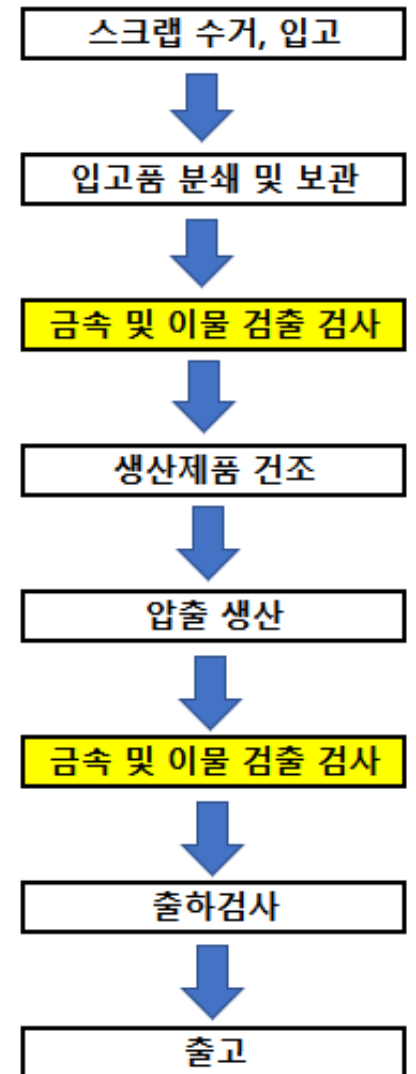 스크랩 수거, 입고
입고품 분쇄 및 보관
금속 및 이물 검출 검사
생산제품 건조
압출 생산
금속 및 이물 검출 검사
출하검사
출고